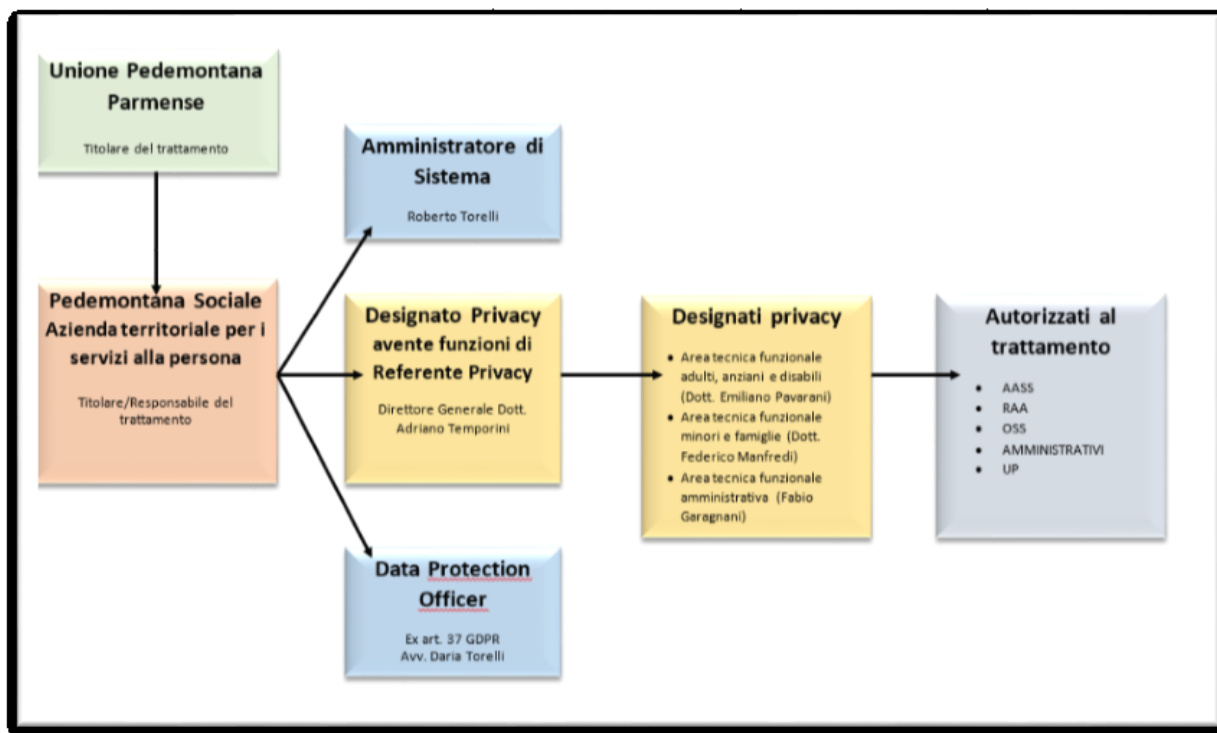 Unione Pedemontana
Parmense
Titolare del trattamento
Pedemontana Sociale
Azienda territoriale per i
servizi alla persona
Titolare/Responsabile del
trattamento
Amministratore di
Sistema
Roberto Torelli
Designato Privacy
avente funzioni di
Referente Privacy
Direttore Generale Dott.
Adriano Temporini
Data Protection
Officer
Ex art. 37 GDPR
Avv. Daria Torelli
Designati privacy
• Area tecnica funzionale
adulti, anziani e disabili
(Dott. Emiliano Pavarani)
• Area tecnica funzionale
minori e famiglie (Dott.
Federico Manfredi)
• Area tecnica funzionale
amministrativa (Fabio
Garagnani)
Autorizzati al
trattamento
• AASS
• RAA
• OSS
• AMMINISTRATIVI
• UP